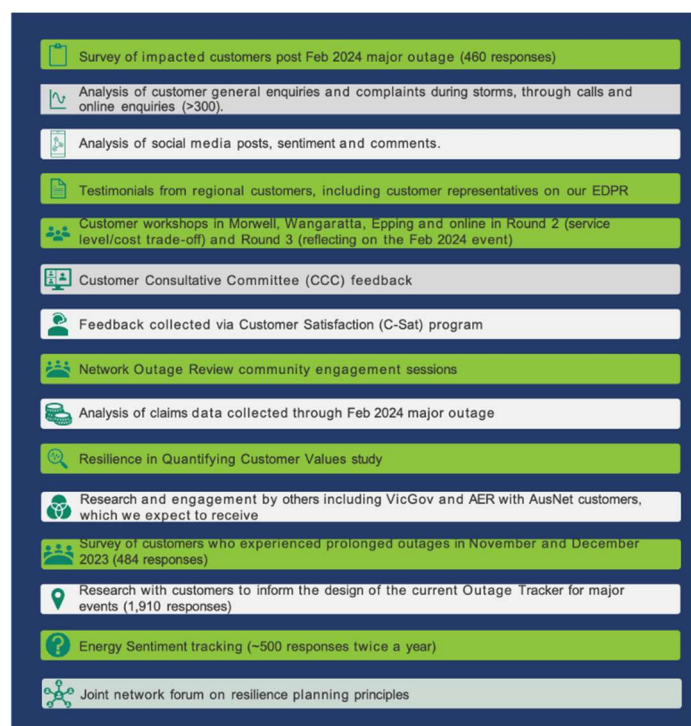 Survey of impacted customers post Feb 2024 major outage (460 responses)
Analysis of customer general enquiries and complaints during storms, through calls and
online enquiries (>300).
Analysis of social media posts, sentiment and comments.
Testimonials from regional customers, including customer representatives on our EDPR
Customer workshops in Morwell, Wangaratta, Epping and online in Round 2 (service
level/cost trade-off) and Round 3 (reflecting on the Feb 2024 event)
Customer Consultative Committee (CCC) feedback
Feedback collected via Customer Satisfaction (C-Sat) program
Network Outage Review community engagement sessions
Analysis of claims data collected through Feb 2024 major outage
Resilience in Quantifying Customer Values study
Research and engagement by others including VicGov and AER with AusNet customers,
which we expect to receive
Survey of customers who experienced prolonged outages in November and December
2023 (484 responses)
Research with customers to inform the design of the current Outage Tracker for major
events (1,910 responses)
Energy Sentiment tracking (~500 responses twice a year)
Joint network forum on resilience planning principles